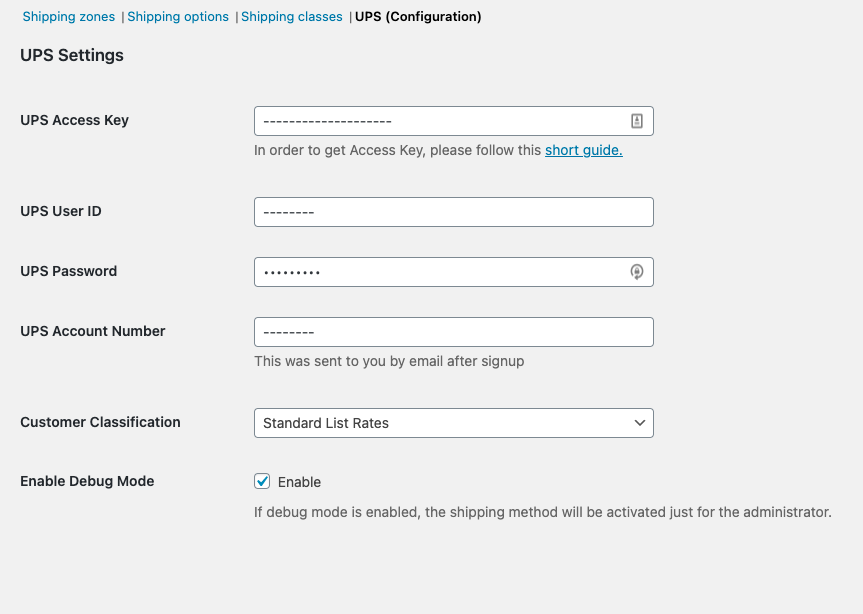 Shipping zones | Shipping options | Shipping classes | UPS (Configuration)
UPS Settings
UPS Access Key
--------------------
In order to get Access Key, please follow this short guide.
UPS User ID
--------
UPS Password
•••••••••
UPS Account Number
--------
This was sent to you by email after signup
Customer Classification
Standard List Rates
Enable Debug Mode
Enable
If debug mode is enabled, the shipping method will be activated just for the administrator.